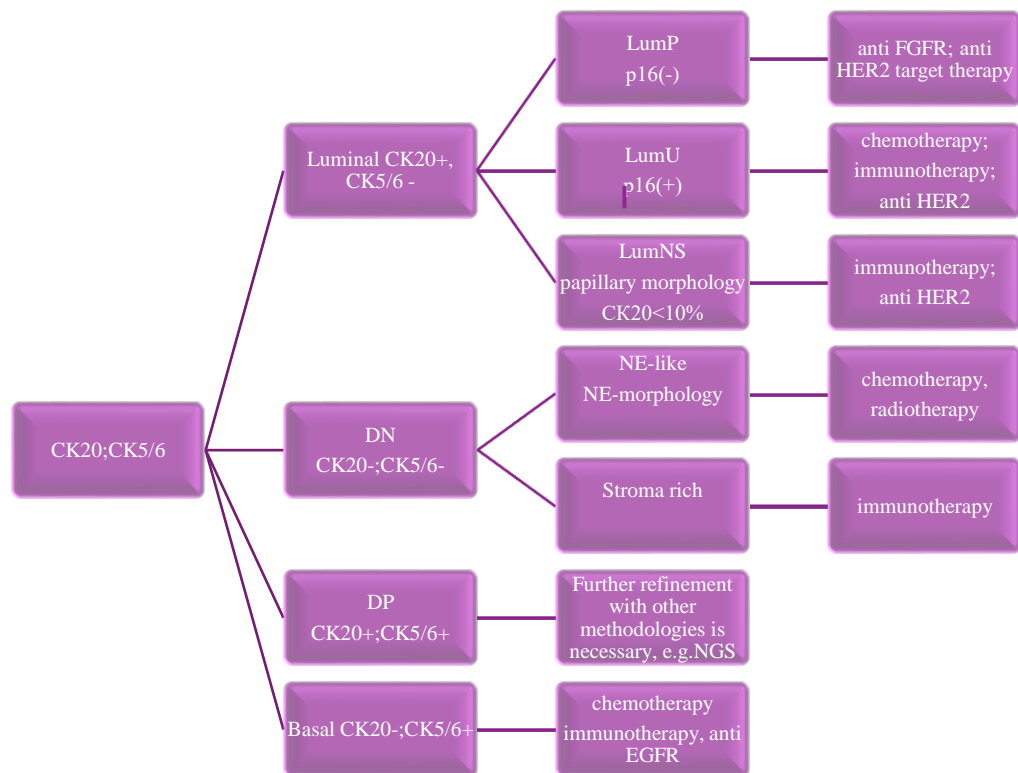 LumP
p16(-)
anti FGFR; anti
HER2 target therapy
Luminal CK20+,
CK5/6 -
LumU
p16(+)
chemotherapy;
immunotherapy;
anti HER2
LumNS
papillary morphology
CK20<10%
immunotherapy;
anti HER2
CK20;CK5/6
DN
CK20-;CK5/6-
NE-like
NE-morphology
chemotherapy,
radiotherapy
Stroma rich
immunotherapy
DP
CK20+;CK5/6+
Further refinement
with other
methodologies is
necessary, e.g.NGS
Basal CK20-;CK5/6+
chemotherapy
immunotherapy, anti
EGFR